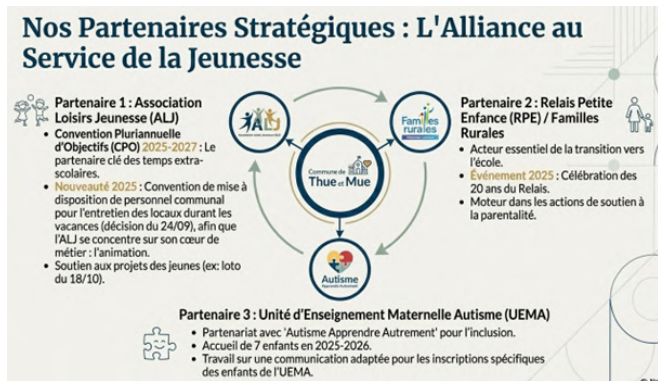 Nos Partenaires Stratégiques : L'Alliance au
Service de la Jeunesse
Partenaire 1 : Association
Loisirs Jeunesse (ALJ)
• Convention Pluriannuelle
d'Objectifs (CPO) 2025-2027 : Le
partenaire clé des temps extra-
scolaires.
• Nouveauté 2025 : Convention de mise à
disposition de personnel communal
pour l'entretien des locaux durant les
vacances (décision du 24/09), afin que
l'ALJ se concentre sur son cœur de
métier : l'animation.
• Soutien aux projets des jeunes (ex: loto
du 18/10).
ALJ
Familles
rurales
Commune de
Thue et Mue
Autisme
Apprendre Autrement
Partenaire 2 : Relais Petite
Enfance (RPE) / Familles
Rurales
• Acteur essentiel de la transition vers
l'école.
• Événement 2025 : Célébration des
20 ans du Relais.
• Moteur dans les actions de soutien à
la parentalité.
Partenaire 3 : Unité d'Enseignement Maternelle Autisme (UEMA)
• Partenariat avec 'Autisme Apprendre Autrement' pour l'inclusion.
• Accueil de 7 enfants en 2025-2026.
• Travail sur une communication adaptée pour les inscriptions spécifiques
des enfants de l'UEMA.